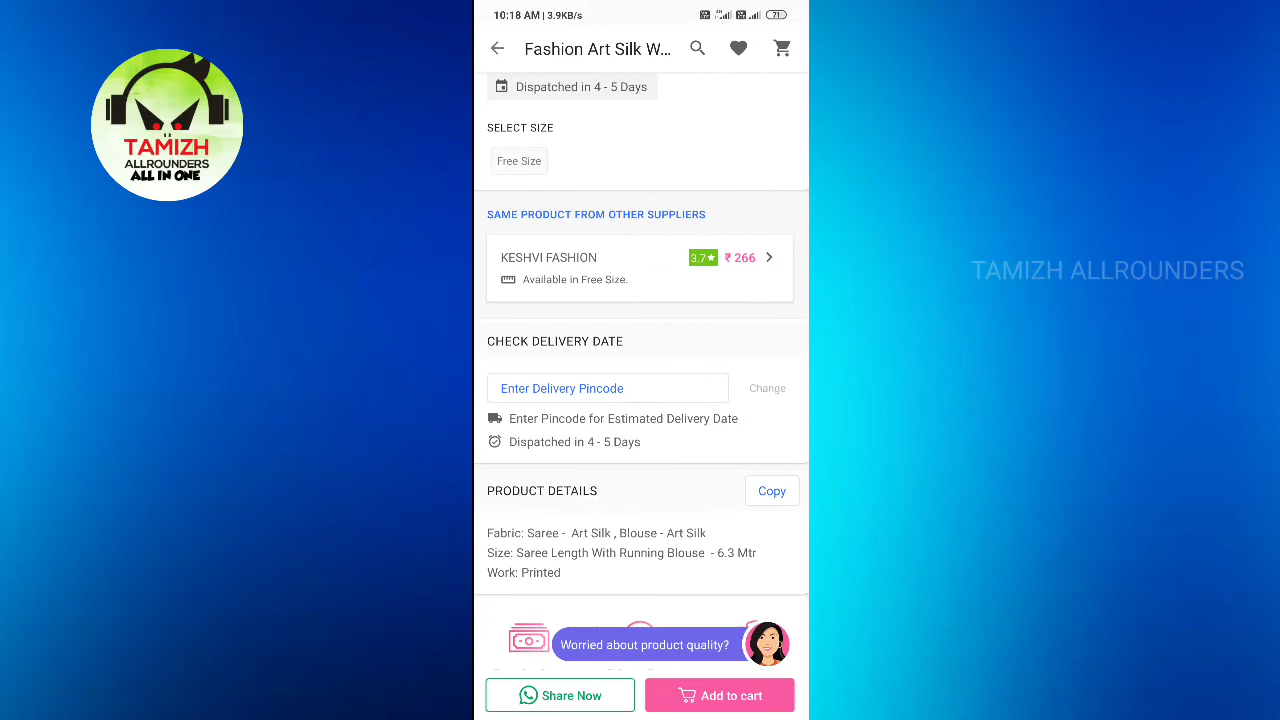 10:18 AM | 3.9KB/s
71
Fashion Art Silk W...
Dispatched in 4 - 5 Days
SELECT SIZE
Free Size
SAME PRODUCT FROM OTHER SUPPLIERS
KESHVI FASHION
3.7★ ₹ 266
Available in Free Size.
CHECK DELIVERY DATE
Enter Delivery Pincode
Change
Enter Pincode for Estimated Delivery Date
Dispatched in 4 - 5 Days
PRODUCT DETAILS
Copy
Fabric: Saree - Art Silk , Blouse - Art Silk
Size: Saree Length With Running Blouse - 6.3 Mtr
Work: Printed
Worried about product quality?
Share Now
Add to cart
TAMIZH
ALLROUNDERS
ALL IN ONE
TAMIZH ALLROUNDERS